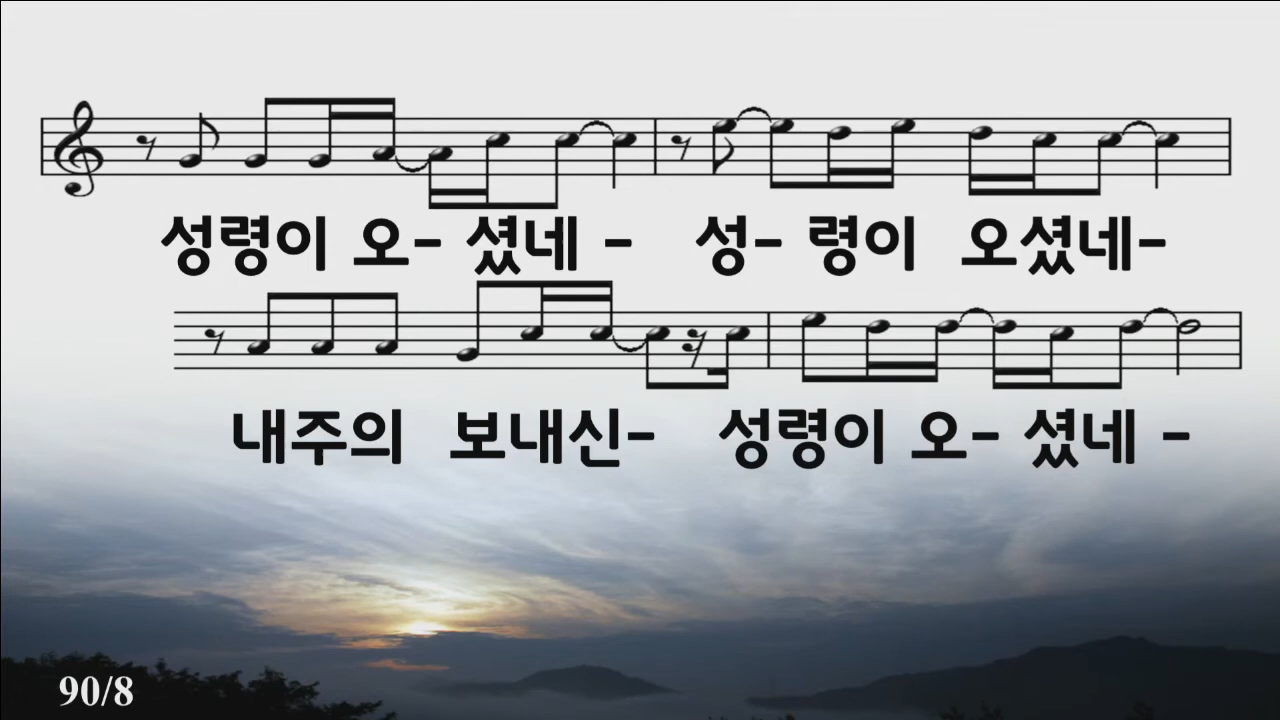 성령이 오- 셨네 - 성- 령이 오셨네-
내주의 보내신- 성령이 오- 셨네 -
90/8